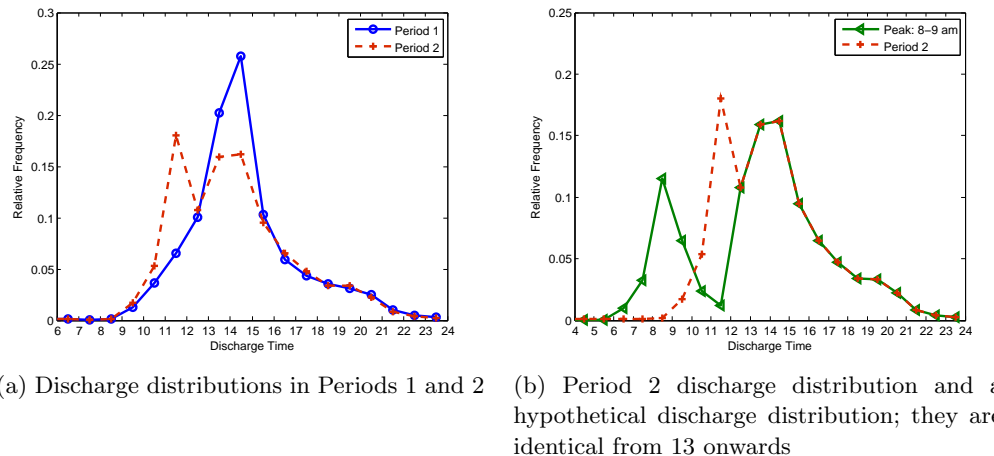 0.3
0.25
0.2
0.15
0.1
0.05
0
Relative Frequency
6 7 8 9 10 11 12 13 14 15 16 17 18 19 20 21 22 23 24
Discharge Time
Period 1
Period 2
0.25
0.2
0.15
0.1
0.05
0
Relative Frequency
4 5 6 7 8 9 10 11 12 13 14 15 16 17 18 19 20 21 22 23 24
Discharge Time
Peak: 8–9 am
Period 2
(a) Discharge distributions in Periods 1 and 2
(b) Period 2 discharge distribution and a
hypothetical discharge distribution; they are
identical from 13 onwards